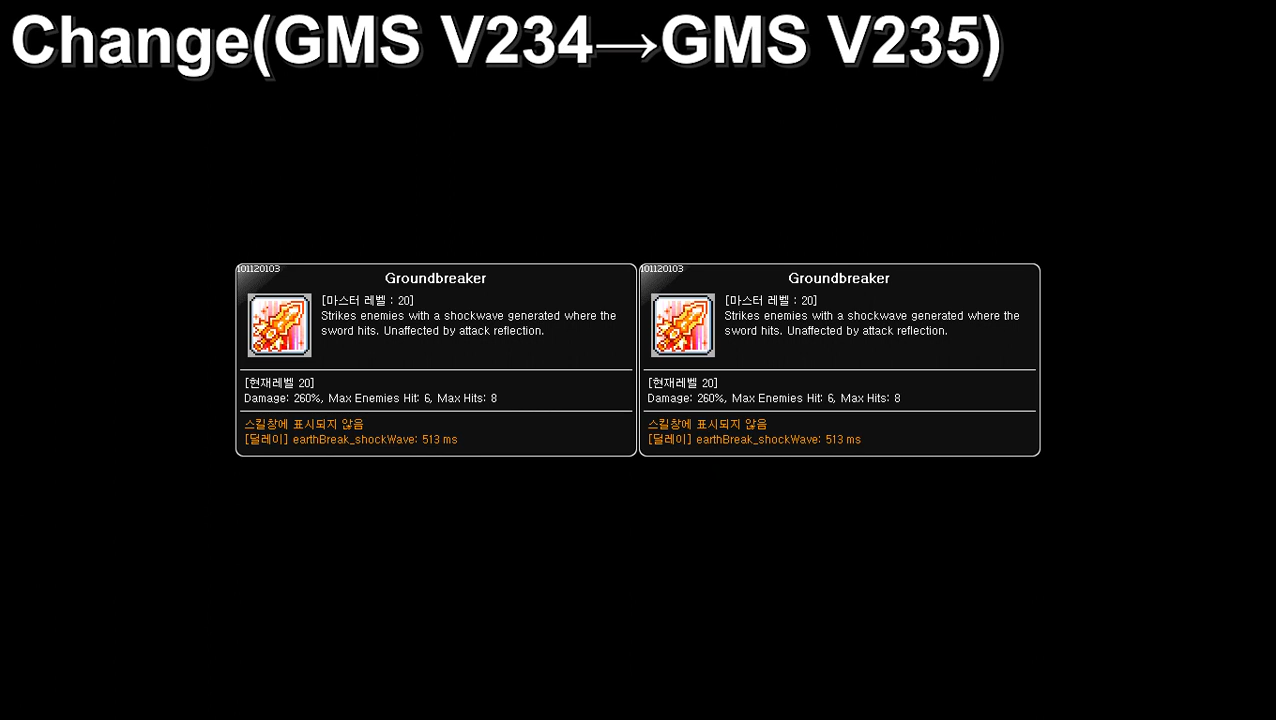 Change(GMS V234→GMS V235)
101120103
Groundbreaker
[마스터 레벨 : 20]
Strikes enemies with a shockwave generated where the
sword hits. Unaffected by attack reflection.
[현재레벨 20]
Damage: 260%, Max Enemies Hit: 6, Max Hits: 8
스킬창에 표시되지 않음
[딜레이] earthBreak_shockWave: 513 ms
101120103
Groundbreaker
[마스터 레벨 : 20]
Strikes enemies with a shockwave generated where the
sword hits. Unaffected by attack reflection.
[현재레벨 20]
Damage: 260%, Max Enemies Hit: 6, Max Hits: 8
스킬창에 표시되지 않음
[딜레이] earthBreak_shockWave: 513 ms